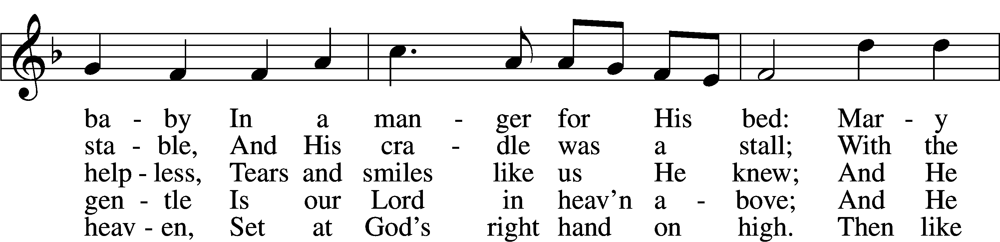 ba - by In a man - ger for His bed: Mar - y
sta - ble, And His cra - dle was a stall; With the
help - less, Tears and smiles like us He knew; And He
gen - tle Is our Lord in heav’n a - bove; And He
heav - en, Set at God’s right hand on high. Then like